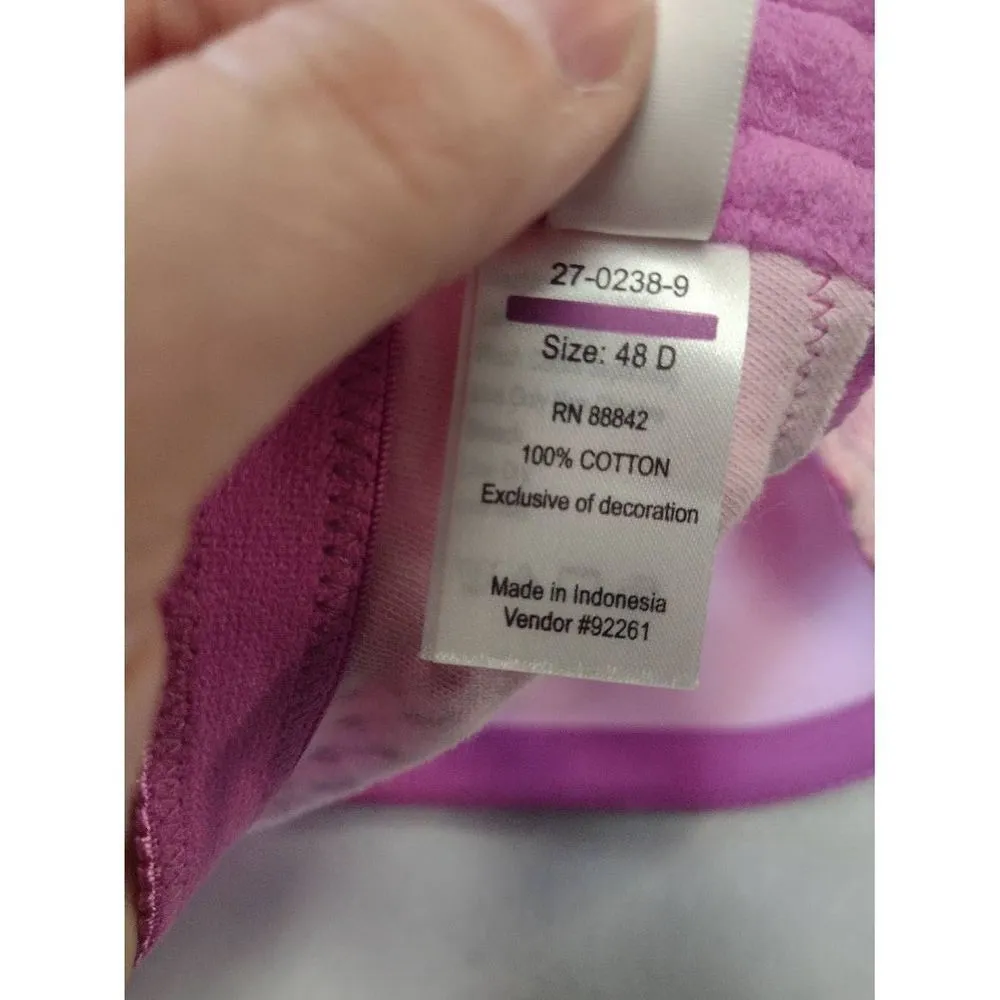 27-0238-9
Size: 48 D
RN 88842
100% COTTON
Exclusive of decoration
Made in Indonesia
Vendor #92261